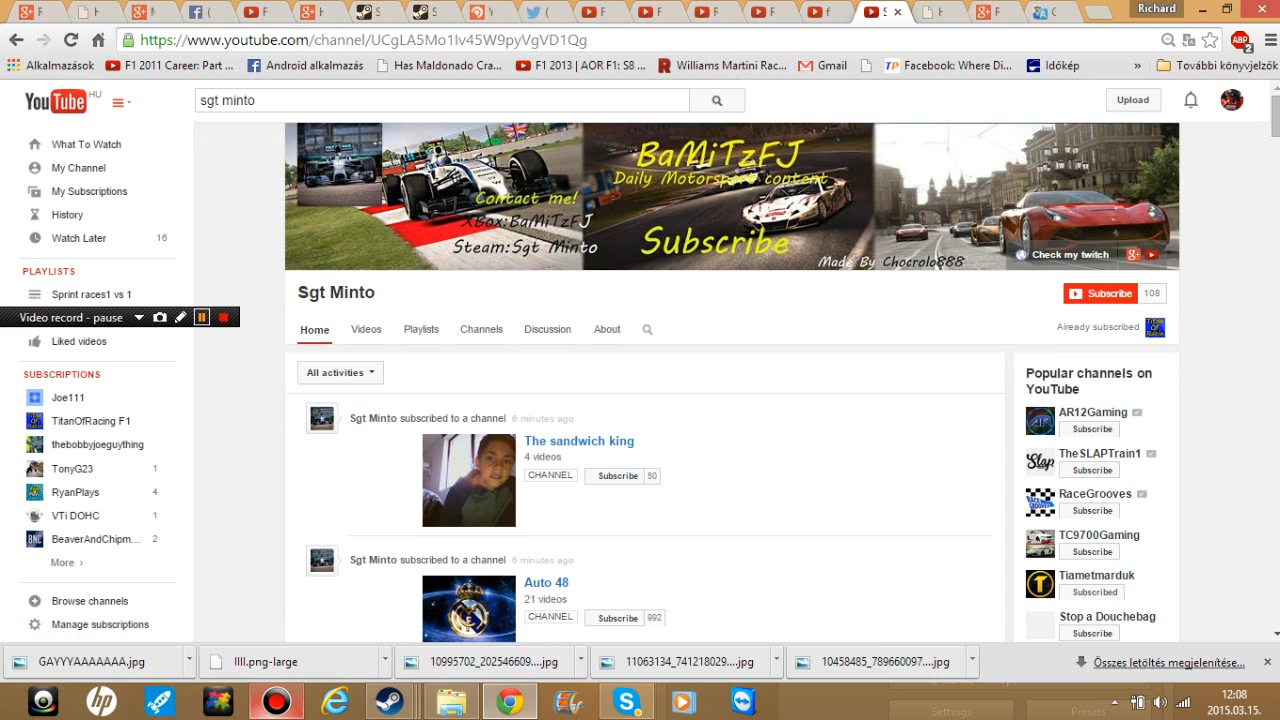 Richárd
https://www.youtube.com/channel/UCgLA5Mo1Iv45W9pyVgVD1Qg
ABP
2
Alkalmazások
F1 2011 Career: Part ...
Android alkalmazás
Has Maldonado Cra...
F1 2013 | AOR F1: S8 ...
Williams Martini Rac...
Gmail
Facebook: Where Di...
Időkép
»
További könyvjelzők
YouTube HU
sgt minto
Upload
What To Watch
My Channel
My Subscriptions
History
Watch Later 16
PLAYLISTS
Sprint races1 vs 1
Video record - pause
Liked videos
SUBSCRIPTIONS
Joe111
TitanOfRacing F1
thebobbyjoeguything
TonyG23 1
RyanPlays 4
VTi DOHC 1
BeaverAndChipm... 2
More ›
Browse channels
Manage subscriptions
BaMiTzFJ
Daily Motorsport content
Contact me!
XBox:BaMiTzFJ
Steam:Sgt Minto
Subscribe
Made By Chocrolo888
Check my twitch
Sgt Minto
Subscribe 108
Home
Videos
Playlists
Channels
Discussion
About
Already subscribed
All activities
Sgt Minto subscribed to a channel 6 minutes ago
The sandwich king
4 videos
CHANNEL
Subscribe 50
Sgt Minto subscribed to a channel 6 minutes ago
Auto 48
21 videos
CHANNEL
Subscribe 992
Popular channels on
YouTube
AR12Gaming
Subscribe
TheSLAPTrain1
Subscribe
RaceGrooves
Subscribe
TC9700Gaming
Subscribe
Tiametmarduk
Subscribed
Stop a Douchebag
Subscribe
GAYYYAAAAAAA.jpg
IIII.png-large
10995702_202546609....jpg
11063134_741218026....jpg
10458485_789660097....jpg
Összes letöltés megjelenítése...
Settings
Presets
12:08
2015.03.15.